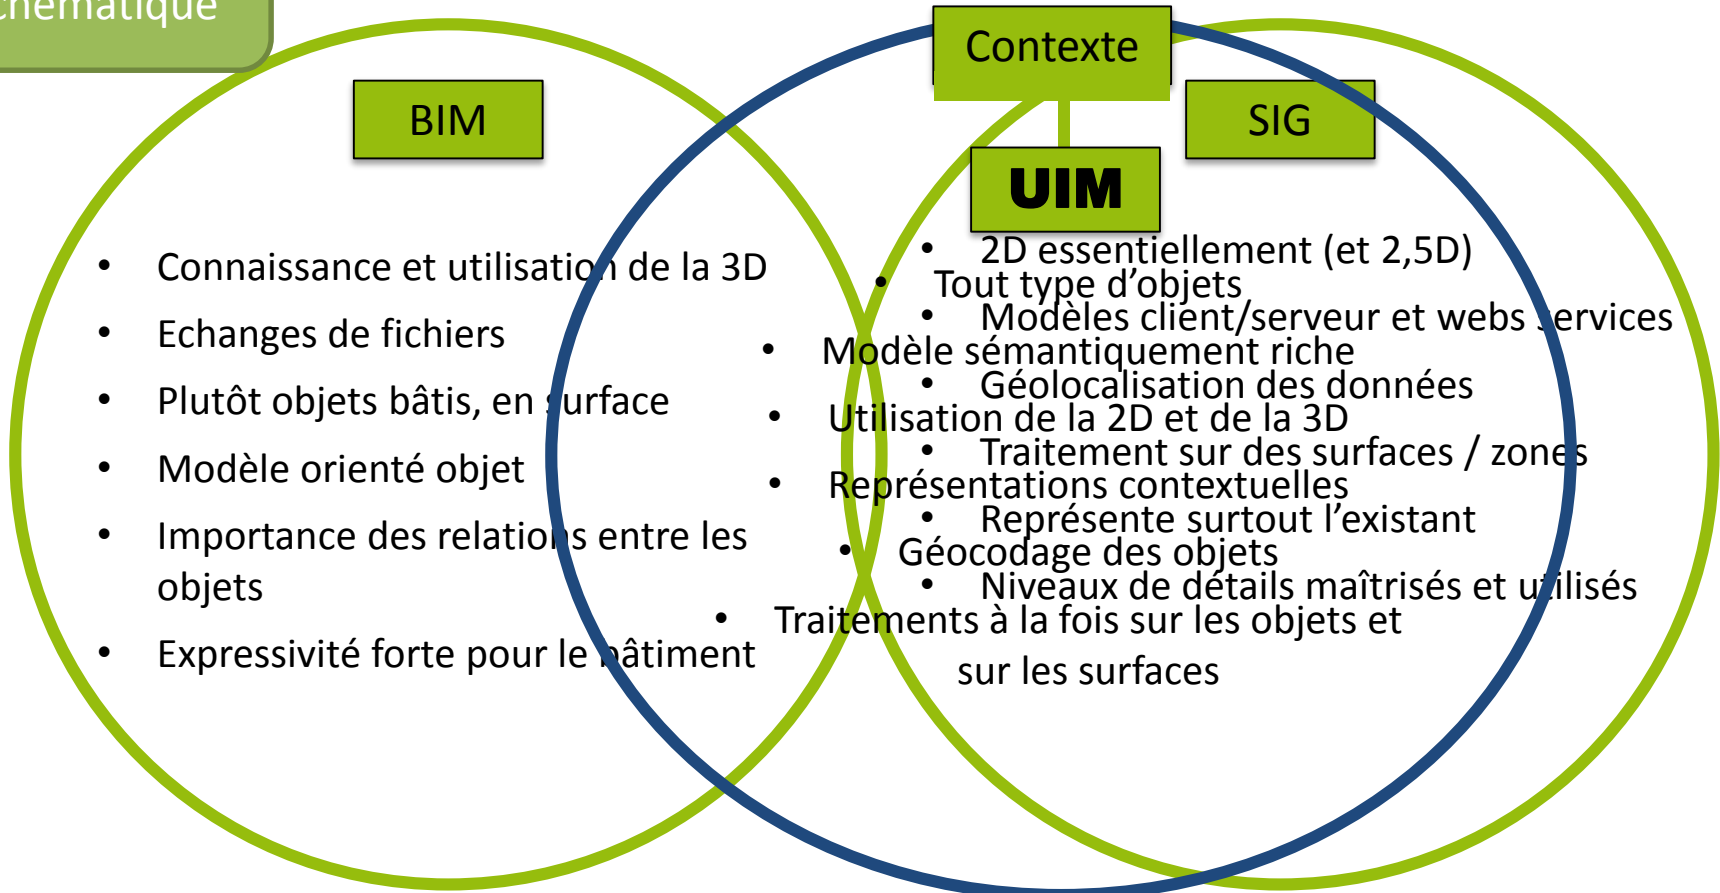 Contexte
BIM
SIG
UIM
• Connaissance et utilisation de la 3D
• Echanges de fichiers
• Plutôt objets bâtis, en surface
• Modèle orienté objet
• Importance des relations entre les
objets
• Expressivité forte pour le bâtiment
• Tout type d’objets
• Modèle sémantiquement riche
• Utilisation de la 2D et de la 3D
• Représentations contextuelles
• Géocodage des objets
• Traitements à la fois sur les objets et
sur les surfaces
• 2D essentiellement (et 2,5D)
• Modèles client/serveur et webs services
• Géolocalisation des données
• Traitement sur des surfaces / zones
• Représente surtout l’existant
• Niveaux de détails maîtrisés et utilisés